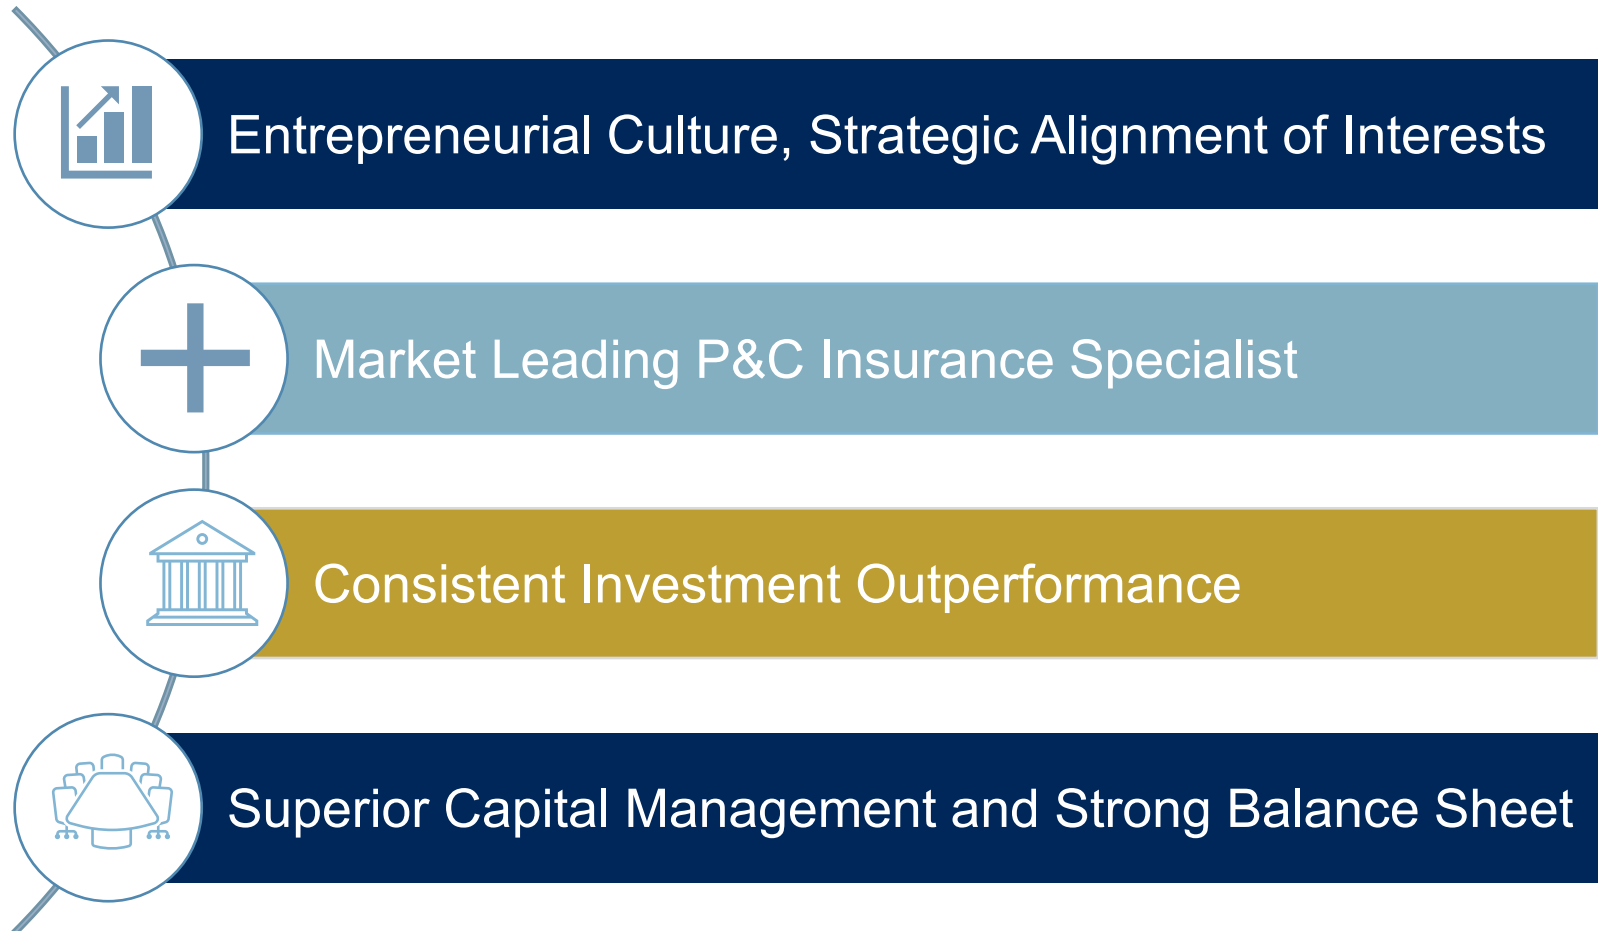 Entrepreneurial Culture, Strategic Alignment of Interests
Market Leading P&C Insurance Specialist
Consistent Investment Outperformance
Superior Capital Management and Strong Balance Sheet